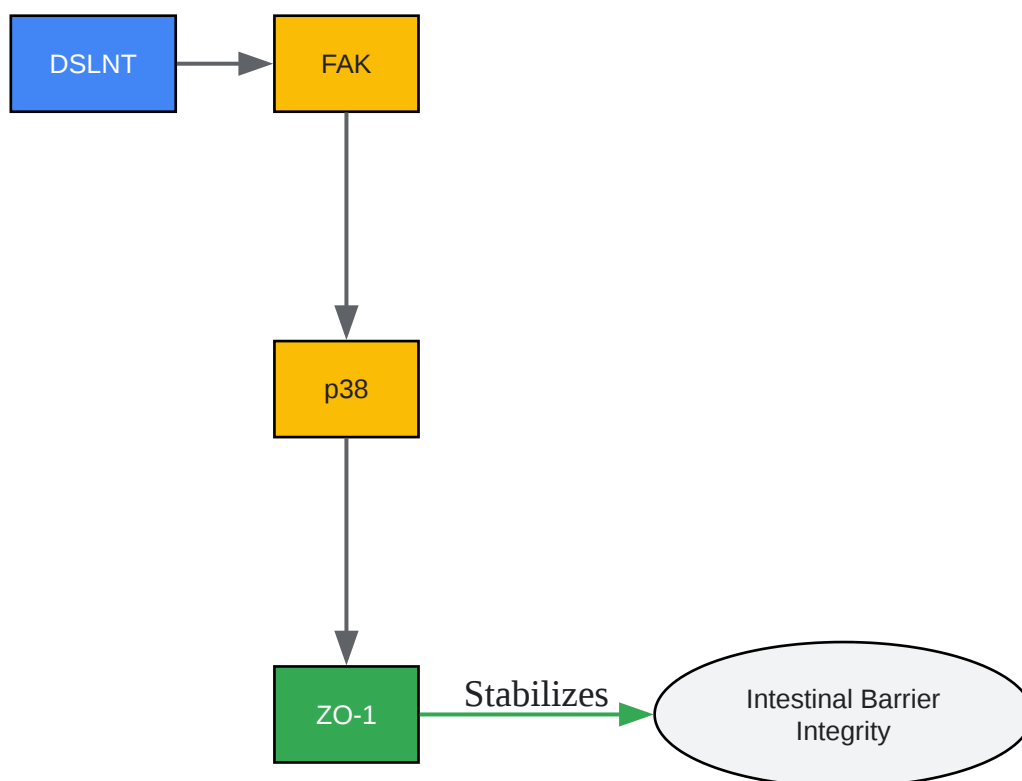 DSLNT
FAK
p38
ZO-1
Stabilizes
Intestinal Barrier
Integrity